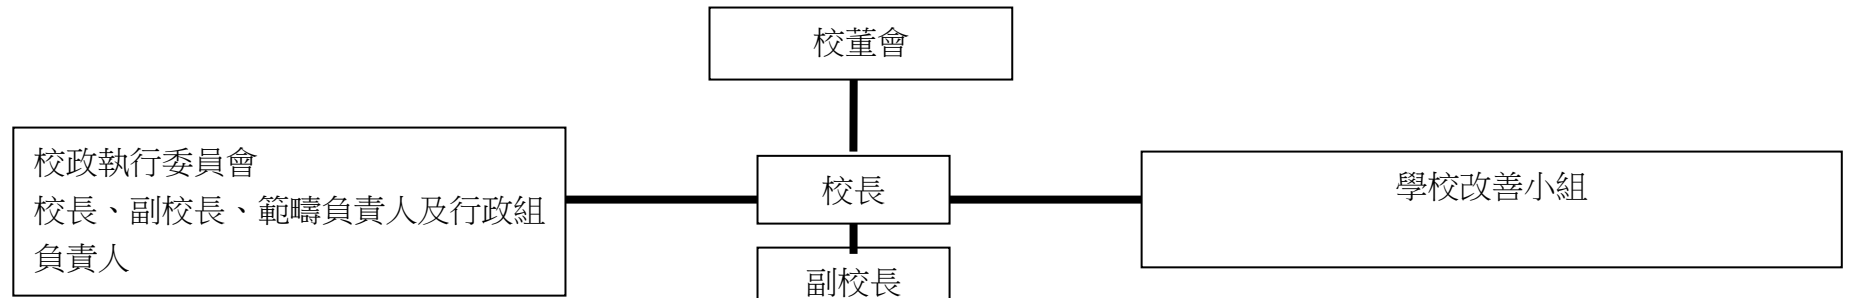 校董會
校政執行委員會
校長、副校長、範疇負責人及行政組
負責人
校長
學校改善小組
副校長